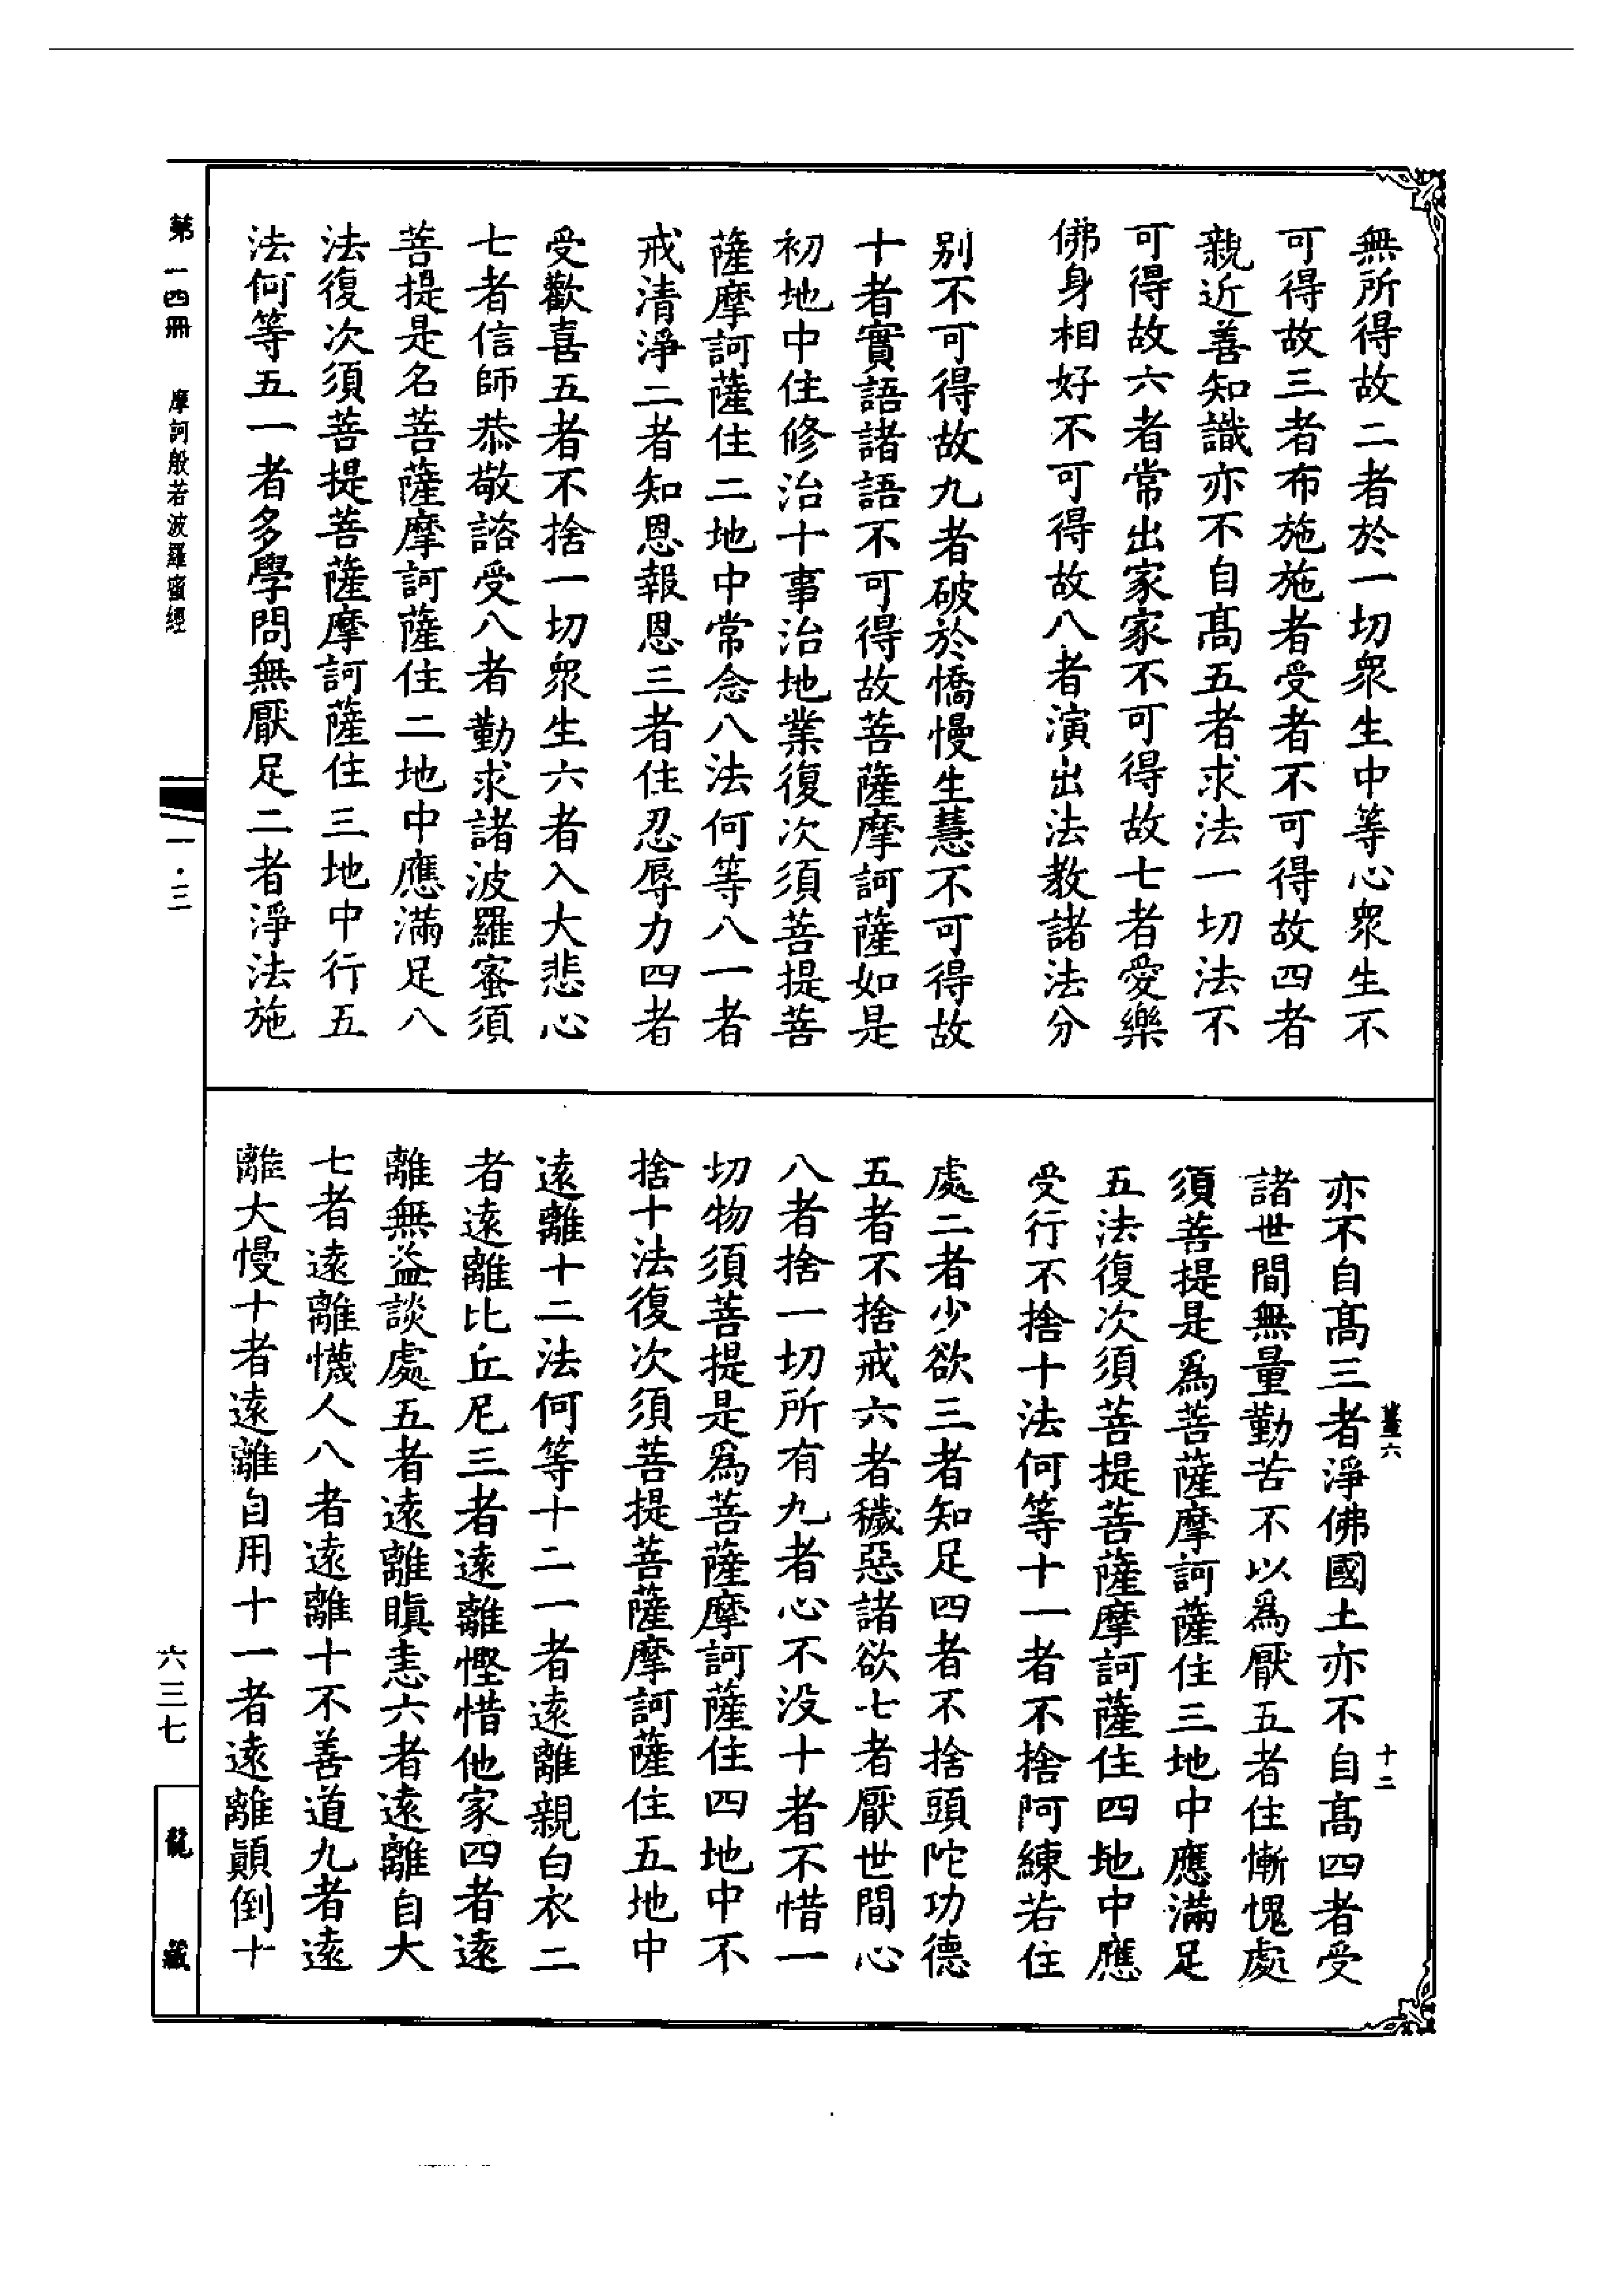 無所得故二者於一切衆生中等心衆生不
可得故三者布施施者受者不可得故四者
親近善知識亦不自髙五者求法一切法不
可得故六者常出家家不可得故七者愛樂
佛身相好不可得故八者演出法教諸法分
别不可得故九者破於憍慢生慧不可得故
十者實語諸語不可得故菩薩摩訶薩如是
初地中住修治十事治地業復次須菩提菩
薩摩訶薩住二地中常念八法何等八一者
戒清淨二者知恩報恩三者住忍辱力四者
受歡喜五者不捨一切衆生六者入大悲心
七者信師恭敬諮受八者勤求諸波羅蜜須
菩提是名菩薩摩訶薩住二地中應滿足八
法復次須菩提菩薩摩訶薩住三地中行五
法何等五一者多學問無厭足二者淨法施
亦不自髙三者淨佛國土亦不自髙四者受
諸世間無量勤苦不以爲厭五者住慚愧處
須菩提是爲菩薩摩訶薩住三地中應滿足
五法復次須菩提菩薩摩訶薩住四地中應
受行不捨十法何等十一者不捨阿練若住
處二者少欲三者知足四者不捨頭陀功德
五者不捨戒六者穢惡諸欲七者厭世間心
八者捨一切所有九者心不没十者不惜一
切物須菩提是爲菩薩摩訶薩住四地中不
捨十法復次須菩提菩薩摩訶薩住五地中
遠離十二法何等十二一者遠離親白衣二
者遠離比丘尼三者遠離慳惜他家四者遠
離無益談處五者遠離瞋恚六者遠離自大
七者遠離懱人八者遠離十不善道九者遠
離大慢十者遠離自用十一者遠離顚倒十
六
十二
第一四冊
摩訶般若波羅蜜經
一·三
六三七
龍藏